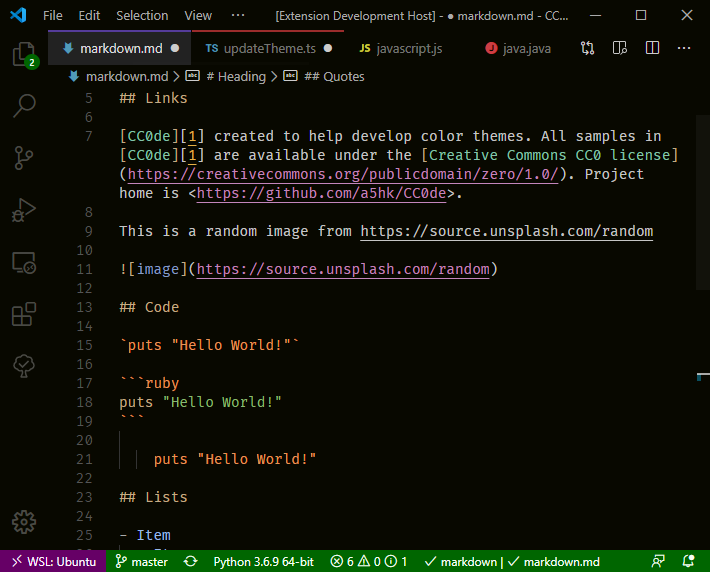 File Edit Selection View ··· [Extension Development Host] - ● markdown.md - CC...
markdown.md ● TS updateTheme.ts ● JS javascript.js J java.java ···
markdown.md > # Heading > ## Quotes
5 ## Links
6
7 [CC0de][1] created to help develop color themes. All samples in
[CC0de][1] are available under the [Creative Commons CC0 license]
(https://creativecommons.org/publicdomain/zero/1.0/). Project
home is <https://github.com/a5hk/CC0de>.
8
9 This is a random image from https://source.unsplash.com/random
10
11 ![image](https://source.unsplash.com/random)
12
13 ## Code
14
15 `puts "Hello World!"`
16
17 ```ruby
18 puts "Hello World!"
19 ```
20
21 puts "Hello World!"
22
23 ## Lists
24
25 - Item
2
WSL: Ubuntu master Python 3.6.9 64-bit 6 0 1 markdown | markdown.md